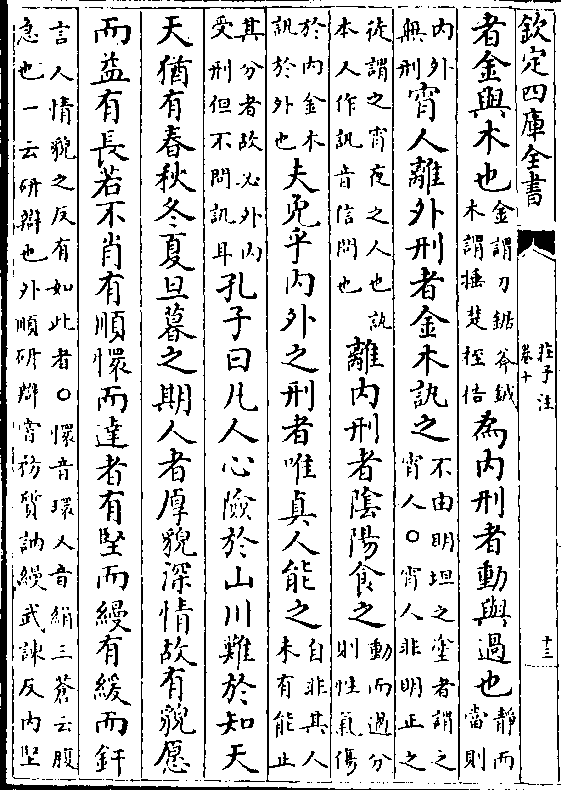 欽定四庫全書
莊子注
卷十
十三
者金與木也
金謂刀鋸斧鉞
木謂捶楚桎梏
為內刑者動與過也
靜而
當則
內外
無刑
宵人離外刑者金木訊之
不由明坦之塗者謂之
宵人○宵人非明正之
徒謂之宵夜之人也訊
本人作訊音信問也
離內刑者陰陽食之
動而過分
則性氣傷
於內金木
訊於外也
夫免乎內外之刑者唯真人能之
自非其人
未有能止
其分者故必外內
受刑但不問訊耳
孔子曰凡人心險於山川難於知天
天猶有春秋冬夏旦暮之期人者厚貌深情故有貌愿
而益有長若不肖有順懁而達者有堅而縵有緩而釬
言人情貌之反有如此者○懁音環人音絹三蒼云腹
急也一云研辯也外順研辯當務質訥縵武諫反內堅